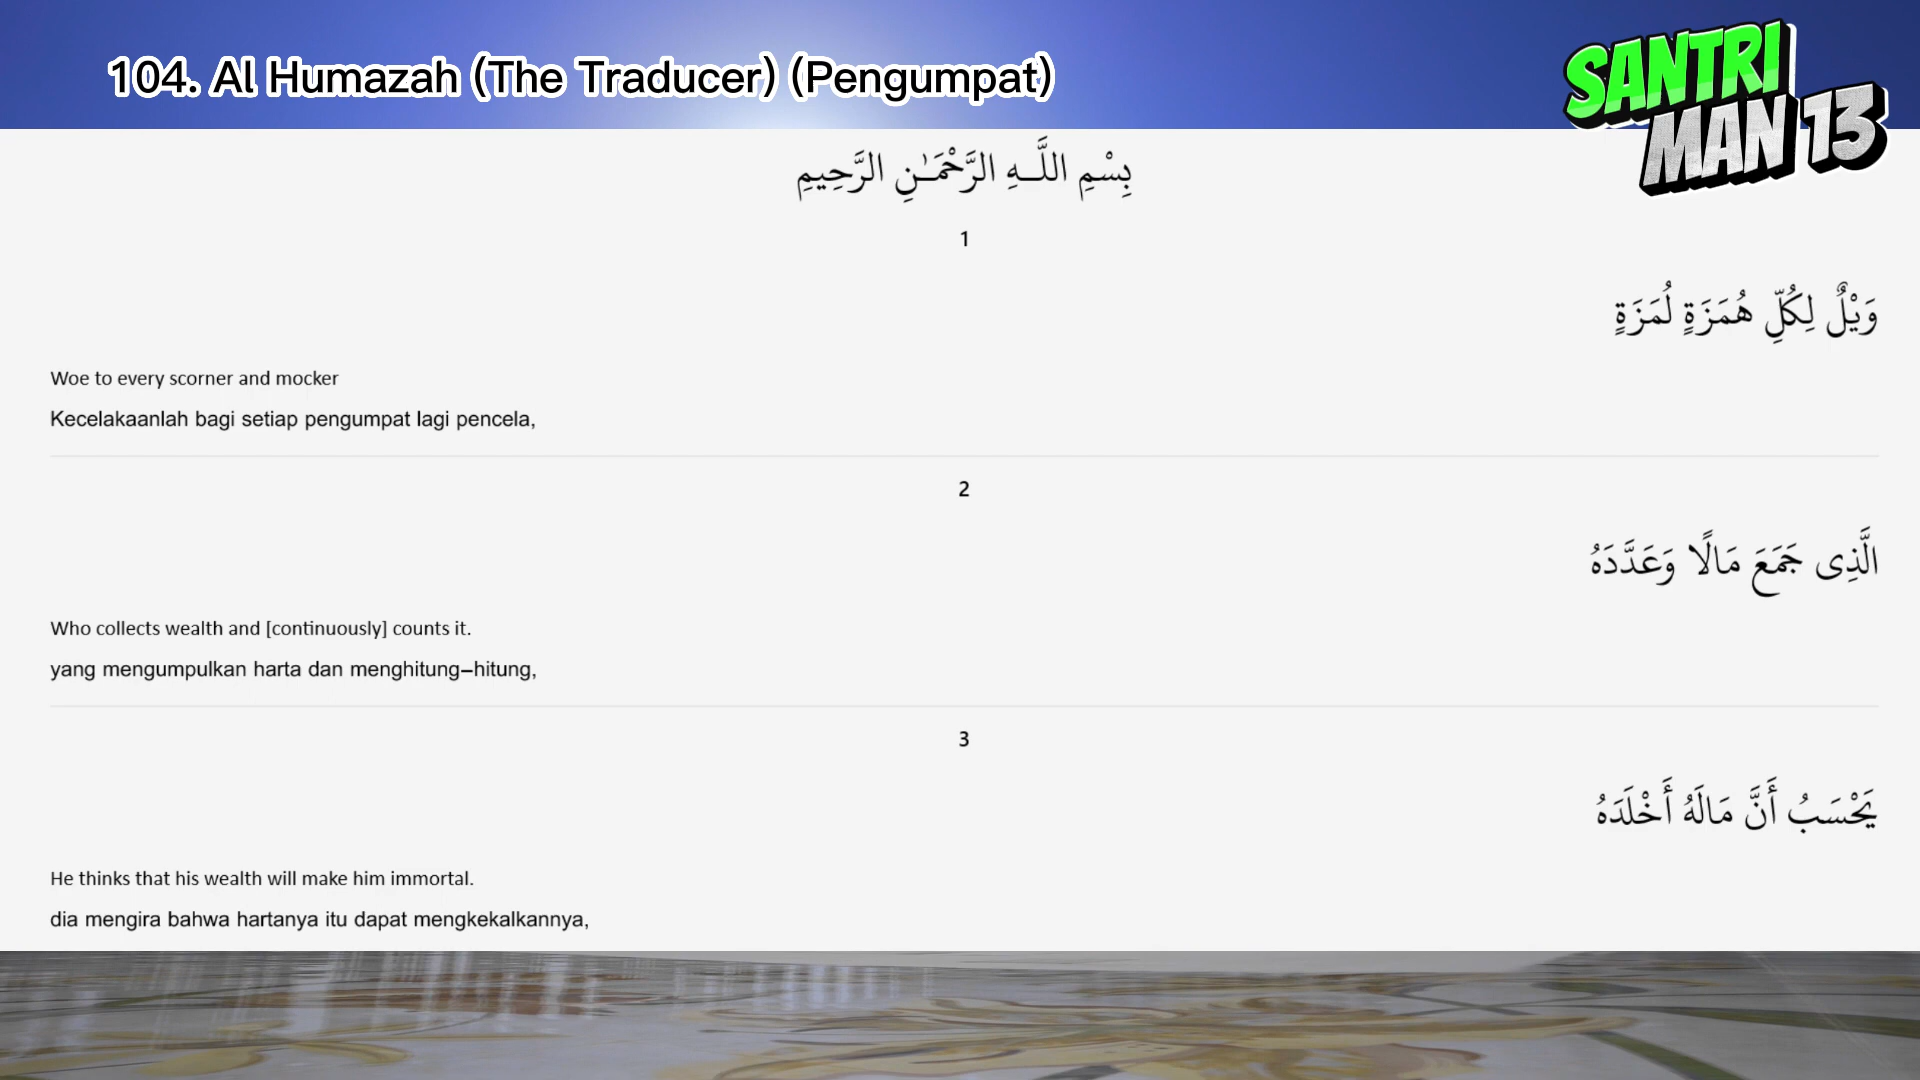 104. Al Humazah (The Traducer) (Pengumpat)
SANTRI
MAN 13
بِسْمِ اللَّـهِ الرَّحْمَـٰنِ الرَّحِيمِ
1
وَيْلٌ لِكُلِّ هُمَزَةٍ لُمَزَةٍ
Woe to every scorner and mocker
Kecelakaanlah bagi setiap pengumpat lagi pencela,
2
الَّذِى جَمَعَ مَالًا وَعَدَّدَهُ
Who collects wealth and [continuously] counts it.
yang mengumpulkan harta dan menghitung-hitung,
3
يَحْسَبُ أَنَّ مَالَهُ أَخْلَدَهُ
He thinks that his wealth will make him immortal.
dia mengira bahwa hartanya itu dapat mengkekalkannya,